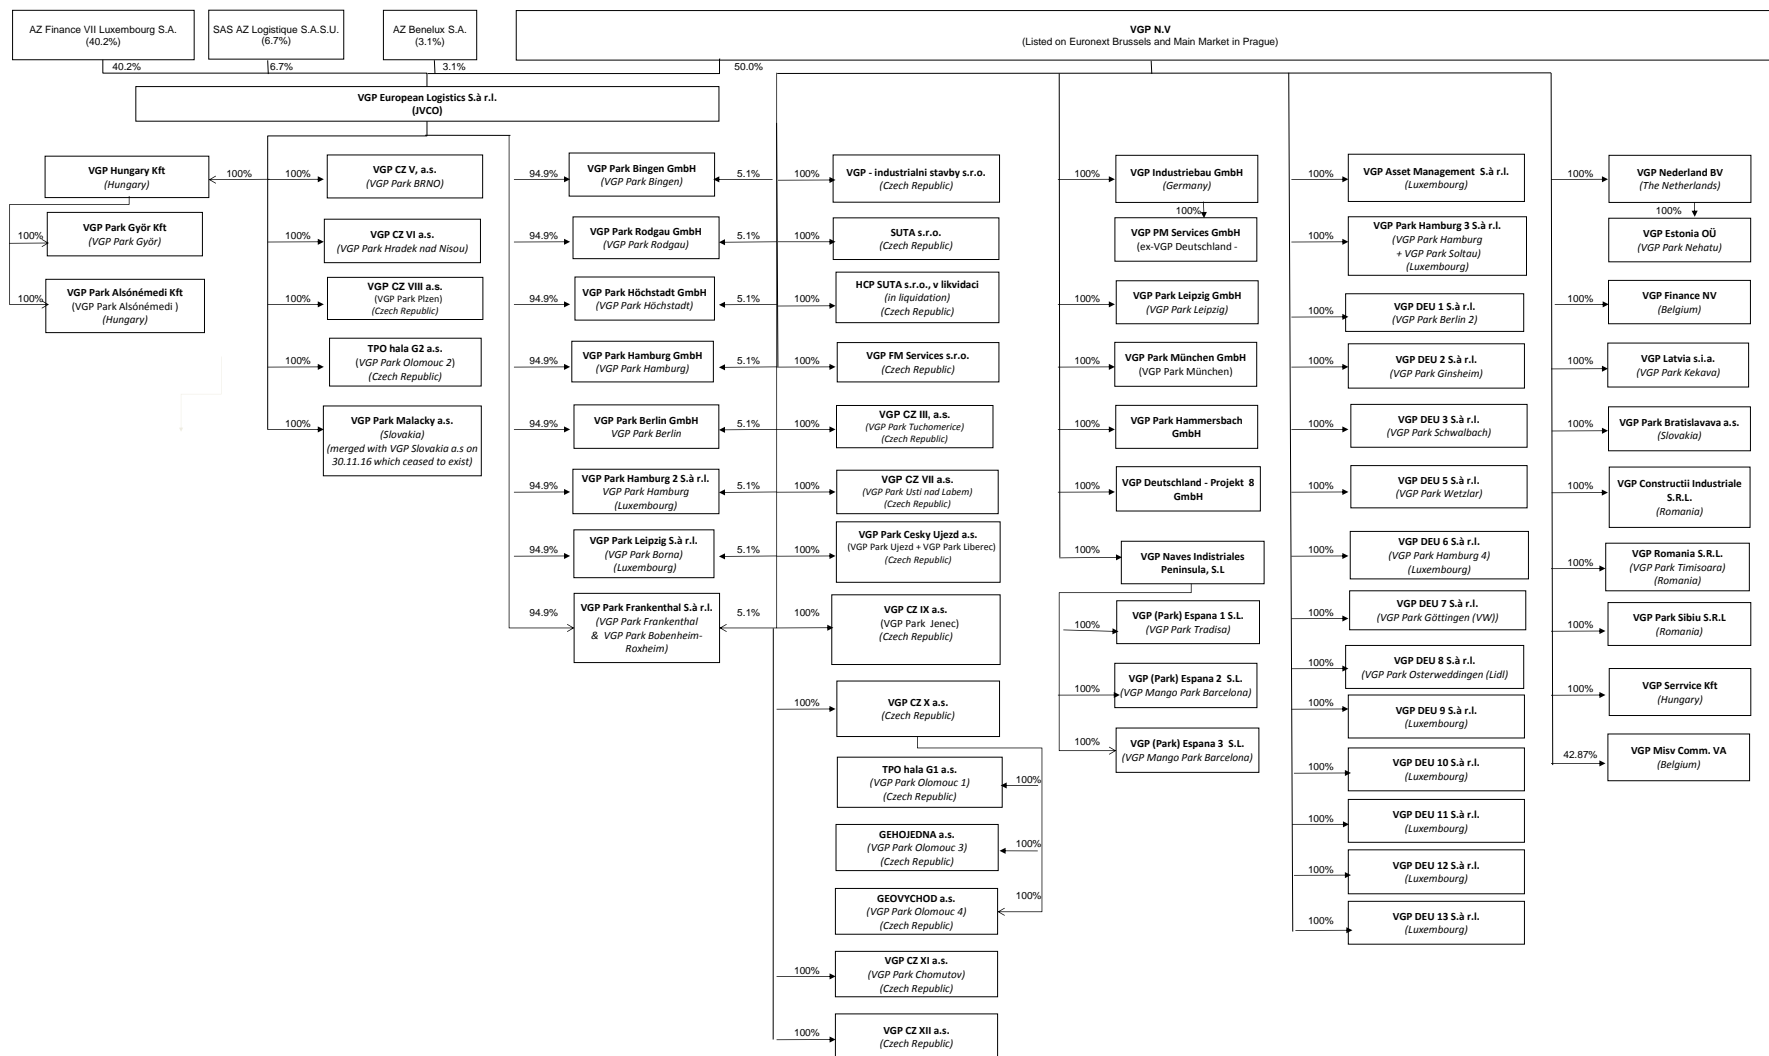 AZ Finance VII Luxembourg S.A.
(40.2%)
SAS AZ Logistique S.A.S.U.
(6.7%)
AZ Benelux S.A.
(3.1%)
VGP N.V
(Listed on Euronext Brussels and Main Market in Prague)
40.2%
6.7%
3.1%
50.0%
VGP European Logistics S.à r.l.
(JVCO)
VGP Hungary Kft
(Hungary)
100%
100%
VGP Park Györ Kft
(VGP Park Györ)
100%
VGP Park Alsónémedi Kft
(VGP Park Alsónémedi )
(Hungary)
100%
100%
VGP CZ V, a.s.
(VGP Park BRNO)
100%
VGP CZ VI a.s.
(VGP Park Hradek nad Nisou)
100%
VGP CZ VIII a.s.
(VGP Park Plzen)
(Czech Republic)
100%
TPO hala G2 a.s.
(VGP Park Olomouc 2)
(Czech Republic)
100%
VGP Park Malacky a.s.
(Slovakia)
(merged with VGP Slovakia a.s on
30.11.16 which ceased to exist)
94.9%
VGP Park Bingen GmbH
(VGP Park Bingen)
5.1%
94.9%
VGP Park Rodgau GmbH
(VGP Park Rodgau)
5.1%
94.9%
VGP Park Höchstadt GmbH
(VGP Park Höchstadt)
5.1%
94.9%
VGP Park Hamburg GmbH
(VGP Park Hamburg)
5.1%
94.9%
VGP Park Berlin GmbH
VGP Park Berlin
5.1%
94.9%
VGP Park Hamburg 2 S.à r.l.
VGP Park Hamburg
(Luxembourg)
5.1%
94.9%
VGP Park Leipzig S.à r.l.
(VGP Park Borna)
(Luxembourg)
5.1%
94.9%
VGP Park Frankenthal S.à r.l.
(VGP Park Frankenthal
& VGP Park Bobenheim-
Roxheim)
5.1%
100%
VGP - industrialni stavby s.r.o.
(Czech Republic)
100%
SUTA s.r.o.
(Czech Republic)
100%
HCP SUTA s.r.o., v likvidaci
(in liquidation)
(Czech Republic)
100%
VGP FM Services s.r.o.
(Czech Republic)
100%
VGP CZ III, a.s.
(VGP Park Tuchomerice)
(Czech Republic)
100%
VGP CZ VII a.s.
(VGP Park Usti nad Labem)
(Czech Republic)
100%
VGP Park Cesky Ujezd a.s.
(VGP Park Ujezd + VGP Park Liberec)
(Czech Republic)
100%
VGP CZ IX a.s.
(VGP Park  Jenec)
(Czech Republic)
100%
VGP CZ X a.s.
(Czech Republic)
TPO hala G1 a.s.
(VGP Park Olomouc 1)
(Czech Republic)
100%
GEHOJEDNA a.s.
(VGP Park Olomouc 3)
(Czech Republic)
100%
GEOVYCHOD a.s.
(VGP Park Olomouc 4)
(Czech Republic)
100%
100%
VGP CZ XI a.s.
(VGP Park Chomutov)
(Czech Republic)
100%
VGP CZ XII a.s.
(Czech Republic)
100%
VGP Industriebau GmbH
(Germany)
100%
VGP PM Services GmbH
(ex-VGP Deutschland -
100%
VGP Park Leipzig GmbH
(VGP Park Leipzig)
100%
VGP Park München GmbH
(VGP Park München)
100%
VGP Park Hammersbach
GmbH
100%
VGP Deutschland - Projekt 8
GmbH
100%
VGP Naves Indistriales
Peninsula, S.L
100%
VGP (Park) Espana 1 S.L.
(VGP Park Tradisa)
100%
VGP (Park) Espana 2 S.L.
(VGP Mango Park Barcelona)
100%
VGP (Park) Espana 3 S.L.
(VGP Mango Park Barcelona)
100%
VGP Asset Management S.à r.l.
(Luxembourg)
100%
VGP Park Hamburg 3 S.à r.l.
(VGP Park Hamburg
+ VGP Park Soltau)
(Luxembourg)
100%
VGP DEU 1 S.à r.l.
(VGP Park Berlin 2)
100%
VGP DEU 2 S.à r.l.
(VGP Park Ginsheim)
100%
VGP DEU 3 S.à r.l.
(VGP Park Schwalbach)
100%
VGP DEU 5 S.à r.l.
(VGP Park Wetzlar)
100%
VGP DEU 6 S.à r.l.
(VGP Park Hamburg 4)
(Luxembourg)
100%
VGP DEU 7 S.à r.l.
(VGP Park Göttingen (VW))
100%
VGP DEU 8 S.à r.l.
(VGP Park Osterweddingen (Lidl)
100%
VGP DEU 9 S.à r.l.
(Luxembourg)
100%
VGP DEU 10 S.à r.l.
(Luxembourg)
100%
VGP DEU 11 S.à r.l.
(Luxembourg)
100%
VGP DEU 12 S.à r.l.
(Luxembourg)
100%
VGP DEU 13 S.à r.l.
(Luxembourg)
100%
VGP Nederland BV
(The Netherlands)
100%
VGP Estonia OÜ
(VGP Park Nehatu)
100%
VGP Finance NV
(Belgium)
100%
VGP Latvia s.i.a.
(VGP Park Kekava)
100%
VGP Park Bratislavava a.s.
(Slovakia)
100%
VGP Constructii Industriale
S.R.L.
(Romania)
100%
VGP Romania S.R.L.
(VGP Park Timisoara)
(Romania)
100%
VGP Park Sibiu S.R.L
(Romania)
100%
VGP Serrvice Kft
(Hungary)
42.87%
VGP Misv Comm. VA
(Belgium)